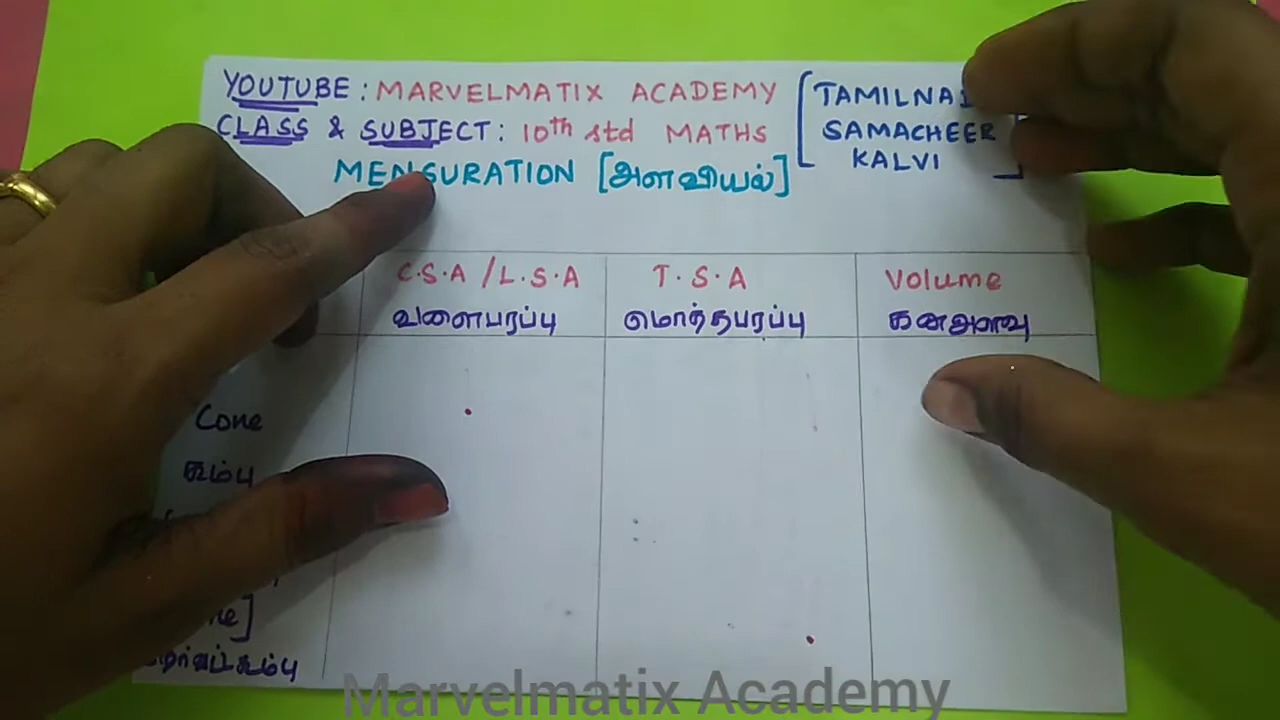 YOUTUBE : MARVELMATIX ACADEMY
CLASS & SUBJECT : 10th std MATHS
[TAMILNA
SAMACHEER
KALVI ]
MENSURATION [அளவியல்]
C.S.A / L.S.A
வளைபரப்பு
T.S.A
மொத்தபரப்பு
Volume
கனஅளவு
Cone
கூம்பு
Marvelmatix Academy